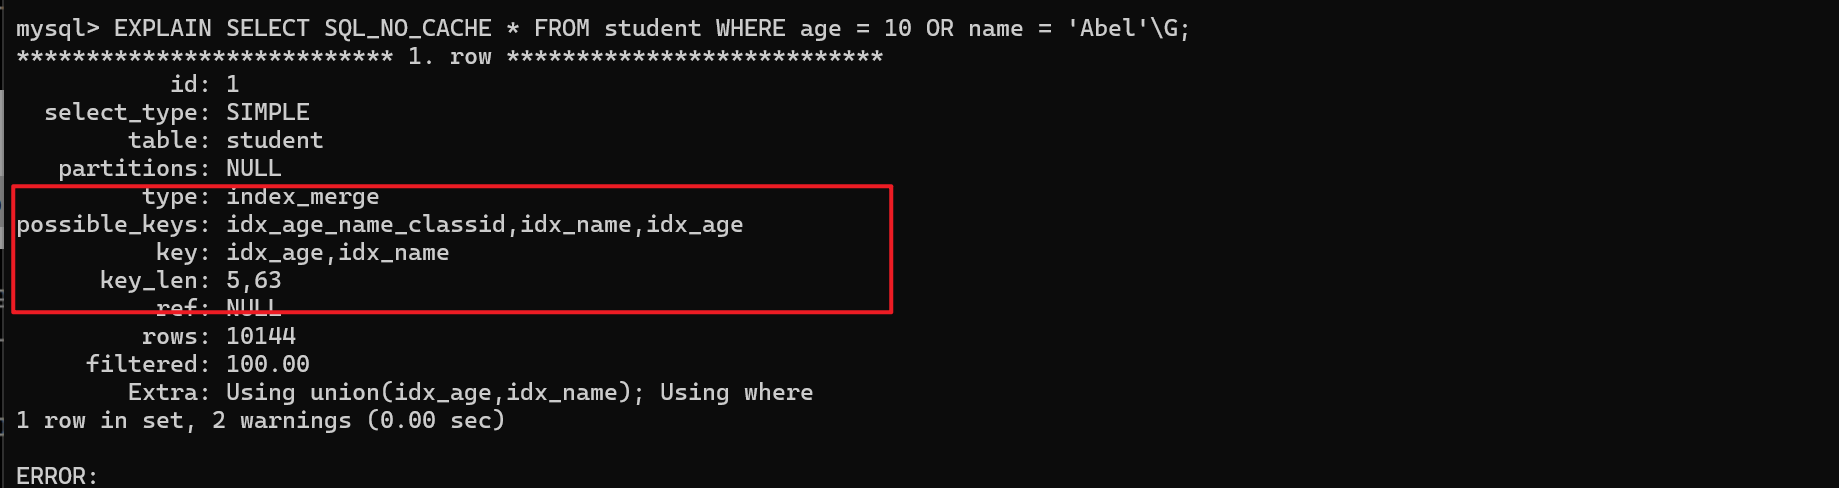 mysql> EXPLAIN SELECT SQL_NO_CACHE * FROM student WHERE age = 10 OR name = 'Abel'\G;
*************************** 1. row ***************************
id: 1
select_type: SIMPLE
table: student
partitions: NULL
type: index_merge
possible_keys: idx_age_name_classid,idx_name,idx_age
key: idx_age,idx_name
key_len: 5,63
ref: NULL
rows: 10144
filtered: 100.00
Extra: Using union(idx_age,idx_name); Using where
1 row in set, 2 warnings (0.00 sec)
ERROR: